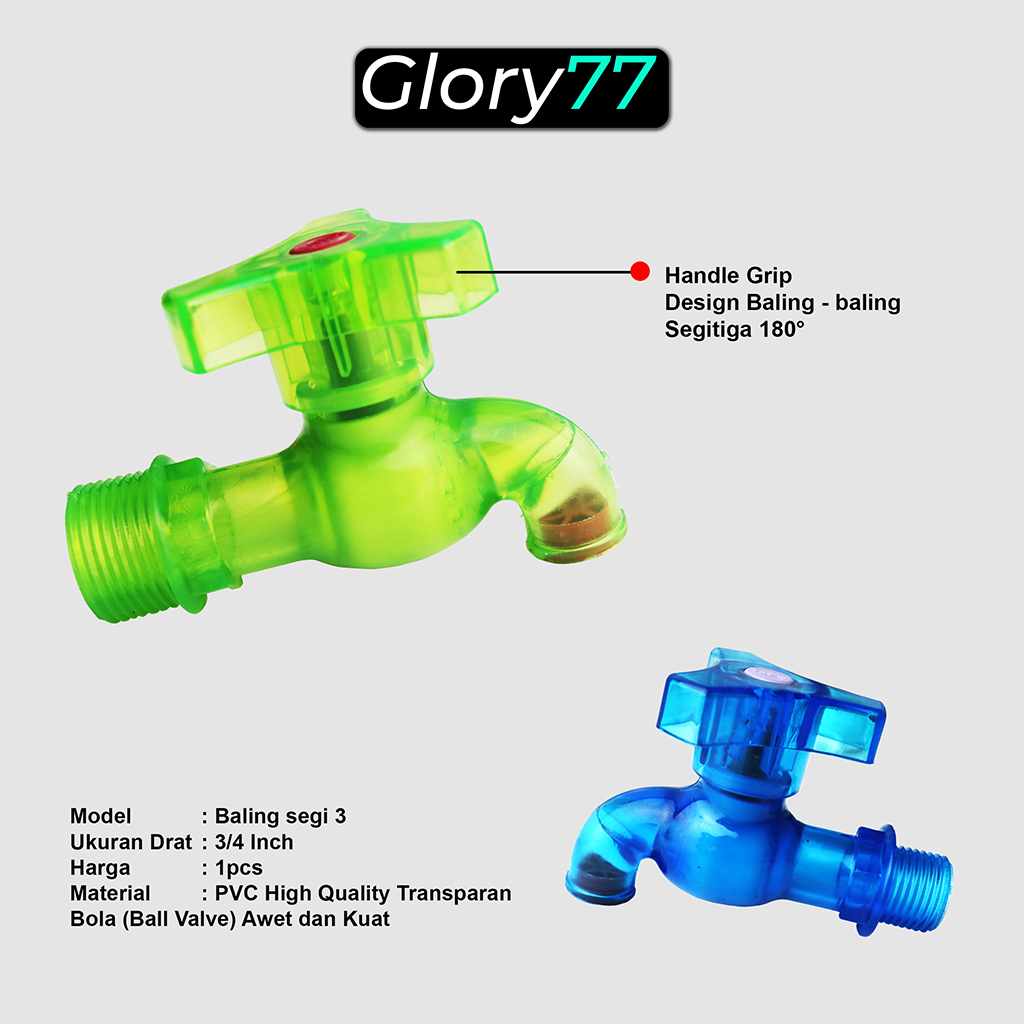 Glory77
Handle Grip
Design Baling - baling
Segitiga 180°
Model : Baling segi 3
Ukuran Drat : 3/4 Inch
Harga : 1pcs
Material : PVC High Quality Transparan
Bola (Ball Valve) Awet dan Kuat